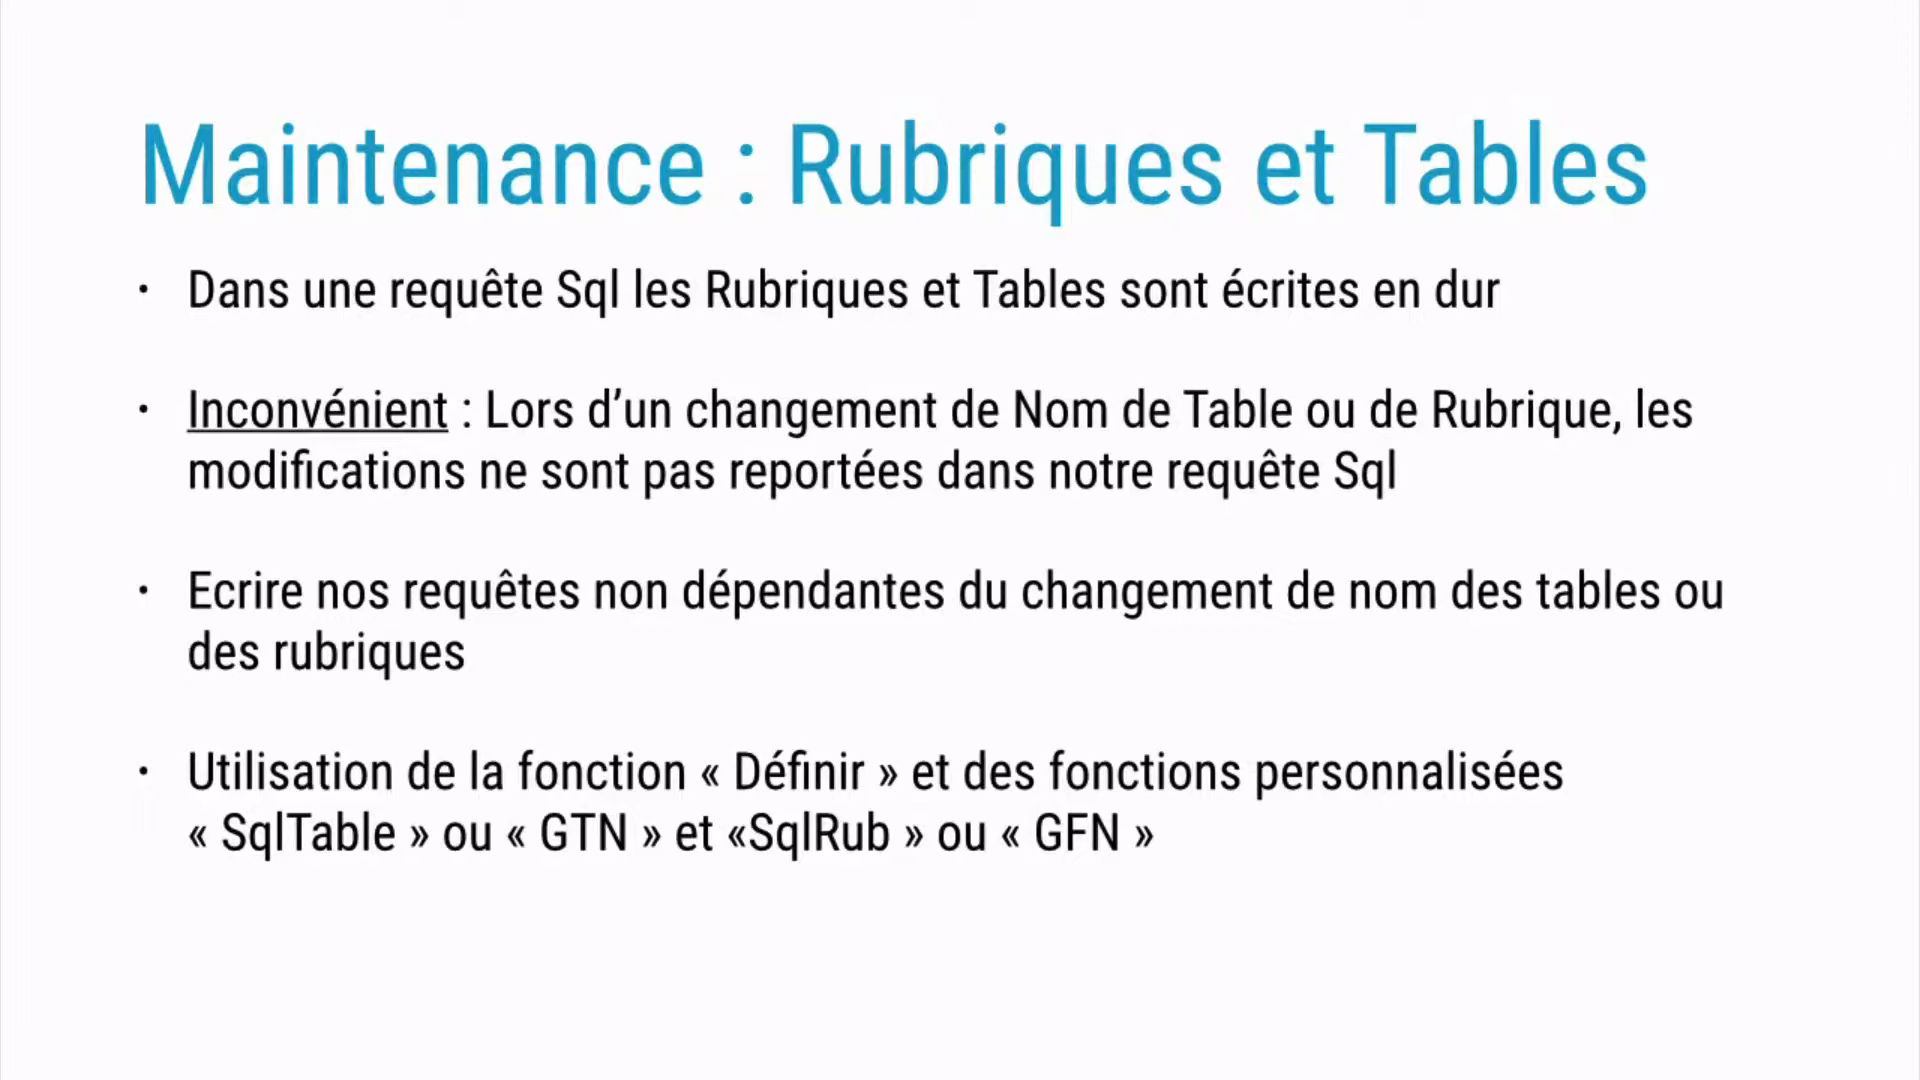 Maintenance : Rubriques et Tables
• Dans une requête Sql les Rubriques et Tables sont écrites en dur
• Inconvénient : Lors d’un changement de Nom de Table ou de Rubrique, les
modifications ne sont pas reportées dans notre requête Sql
• Ecrire nos requêtes non dépendantes du changement de nom des tables ou
des rubriques
• Utilisation de la fonction « Définir » et des fonctions personnalisées
« SqlTable » ou « GTN » et «SqlRub » ou « GFN »